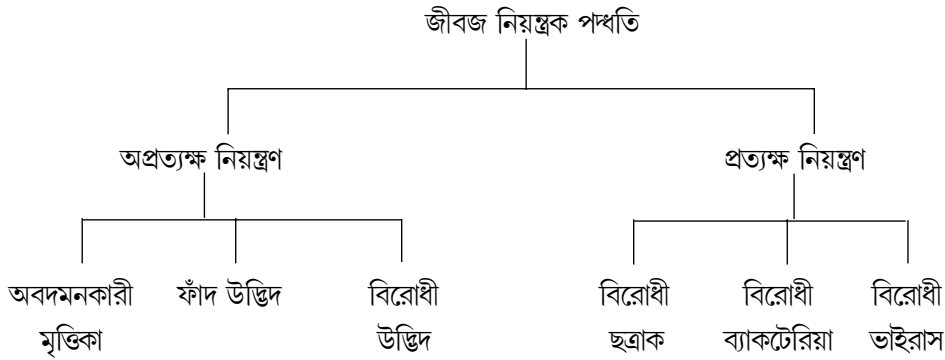 জীবজ নিয়ন্ত্রক পদ্ধতি
অপ্রত্যক্ষ নিয়ন্ত্রণ
প্রত্যক্ষ নিয়ন্ত্রণ
অবদমনকারী মৃত্তিকা
ফাঁদ উদ্ভিদ
বিরোধী উদ্ভিদ
বিরোধী ছত্রাক
বিরোধী ব্যাকটেরিয়া
বিরোধী ভাইরাস